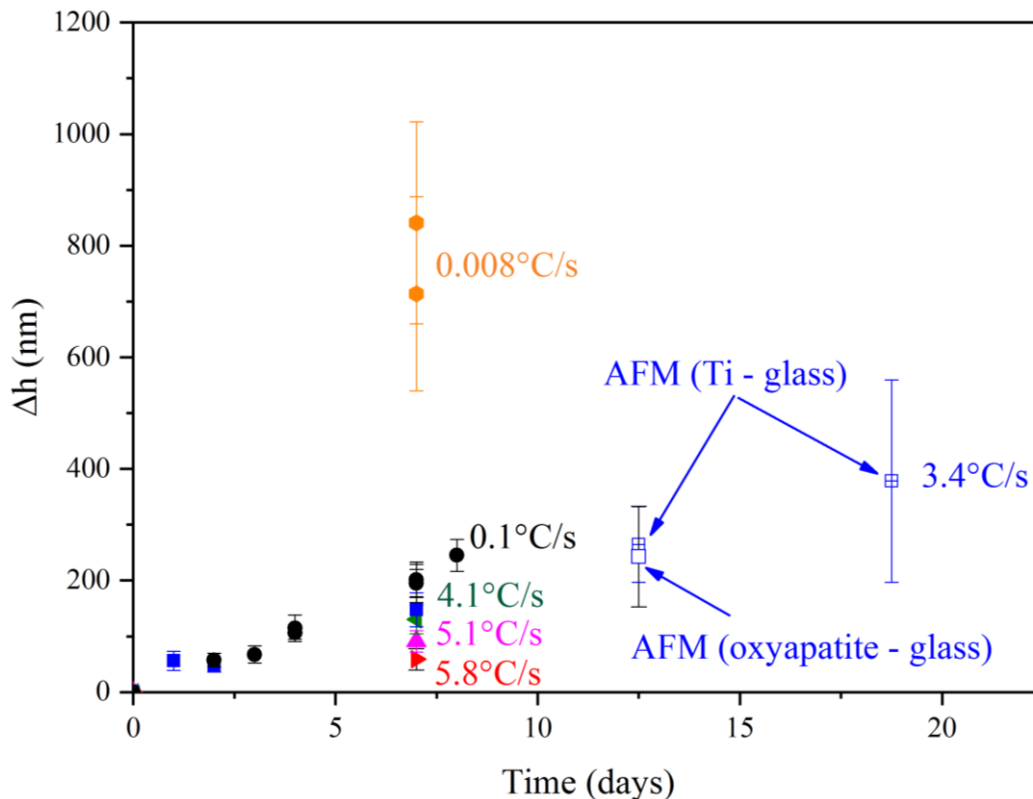 1200
1000
800
600
400
200
0
Δh (nm)
0.008°C/s
AFM (Ti - glass)
3.4°C/s
0.1°C/s
4.1°C/s
5.1°C/s
AFM (oxyapatite - glass)
5.8°C/s
0 5 10 15 20
Time (days)